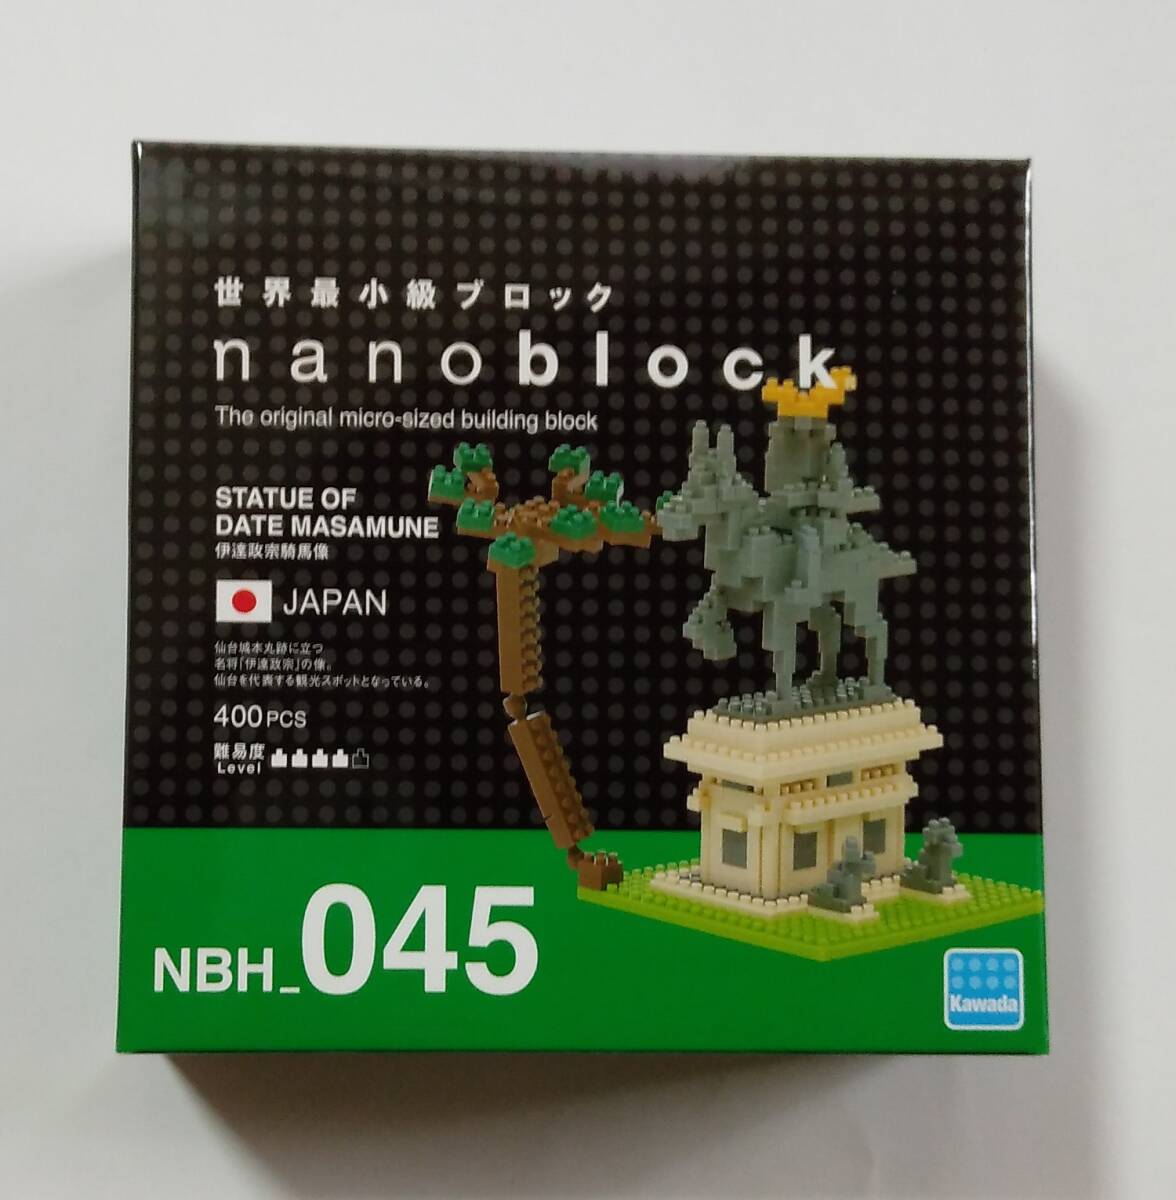 世界最小級ブロック
nanoblock
The original micro-sized building block
STATUE OF
DATE MASAMUNE
伊達政宗騎馬像
JAPAN
仙台城本丸跡に立つ
名将「伊達政宗」の像。
仙台を代表する観光スポットとなっている。
400PCS
難易度
Level
NBH_045
Kawada